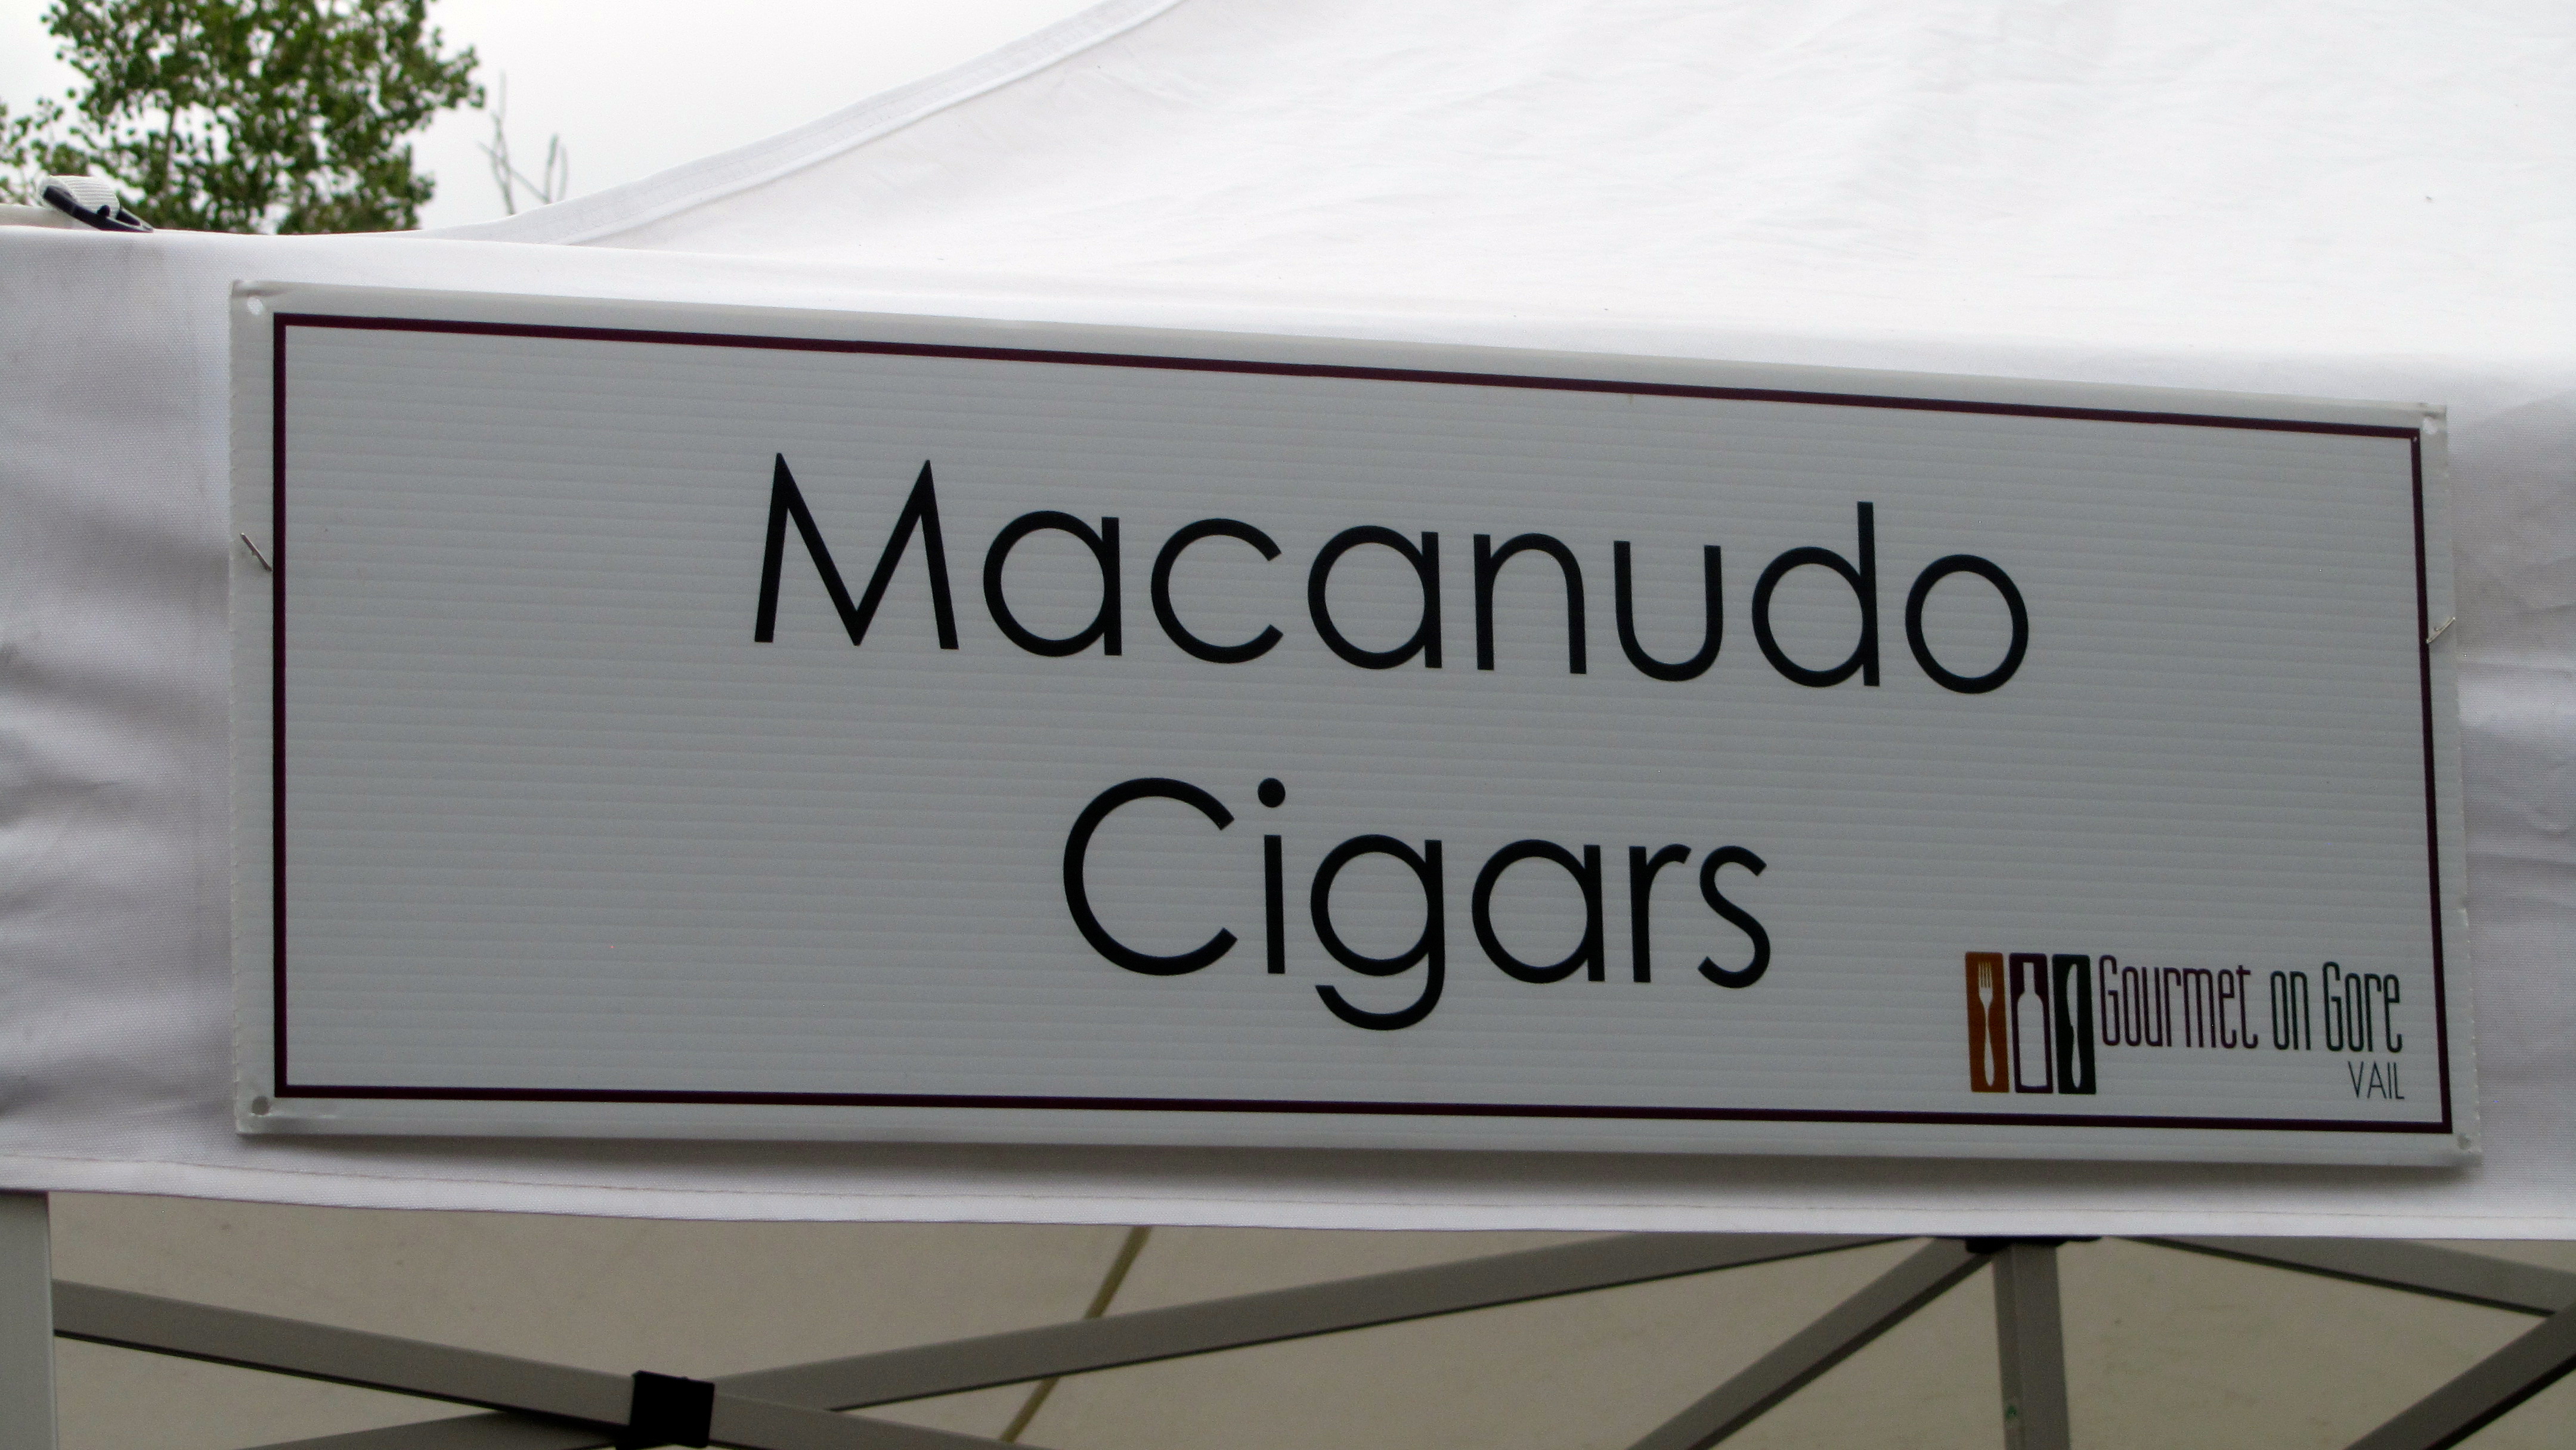 Macanudo
Cigars
Gourmet on Gore
VAIL